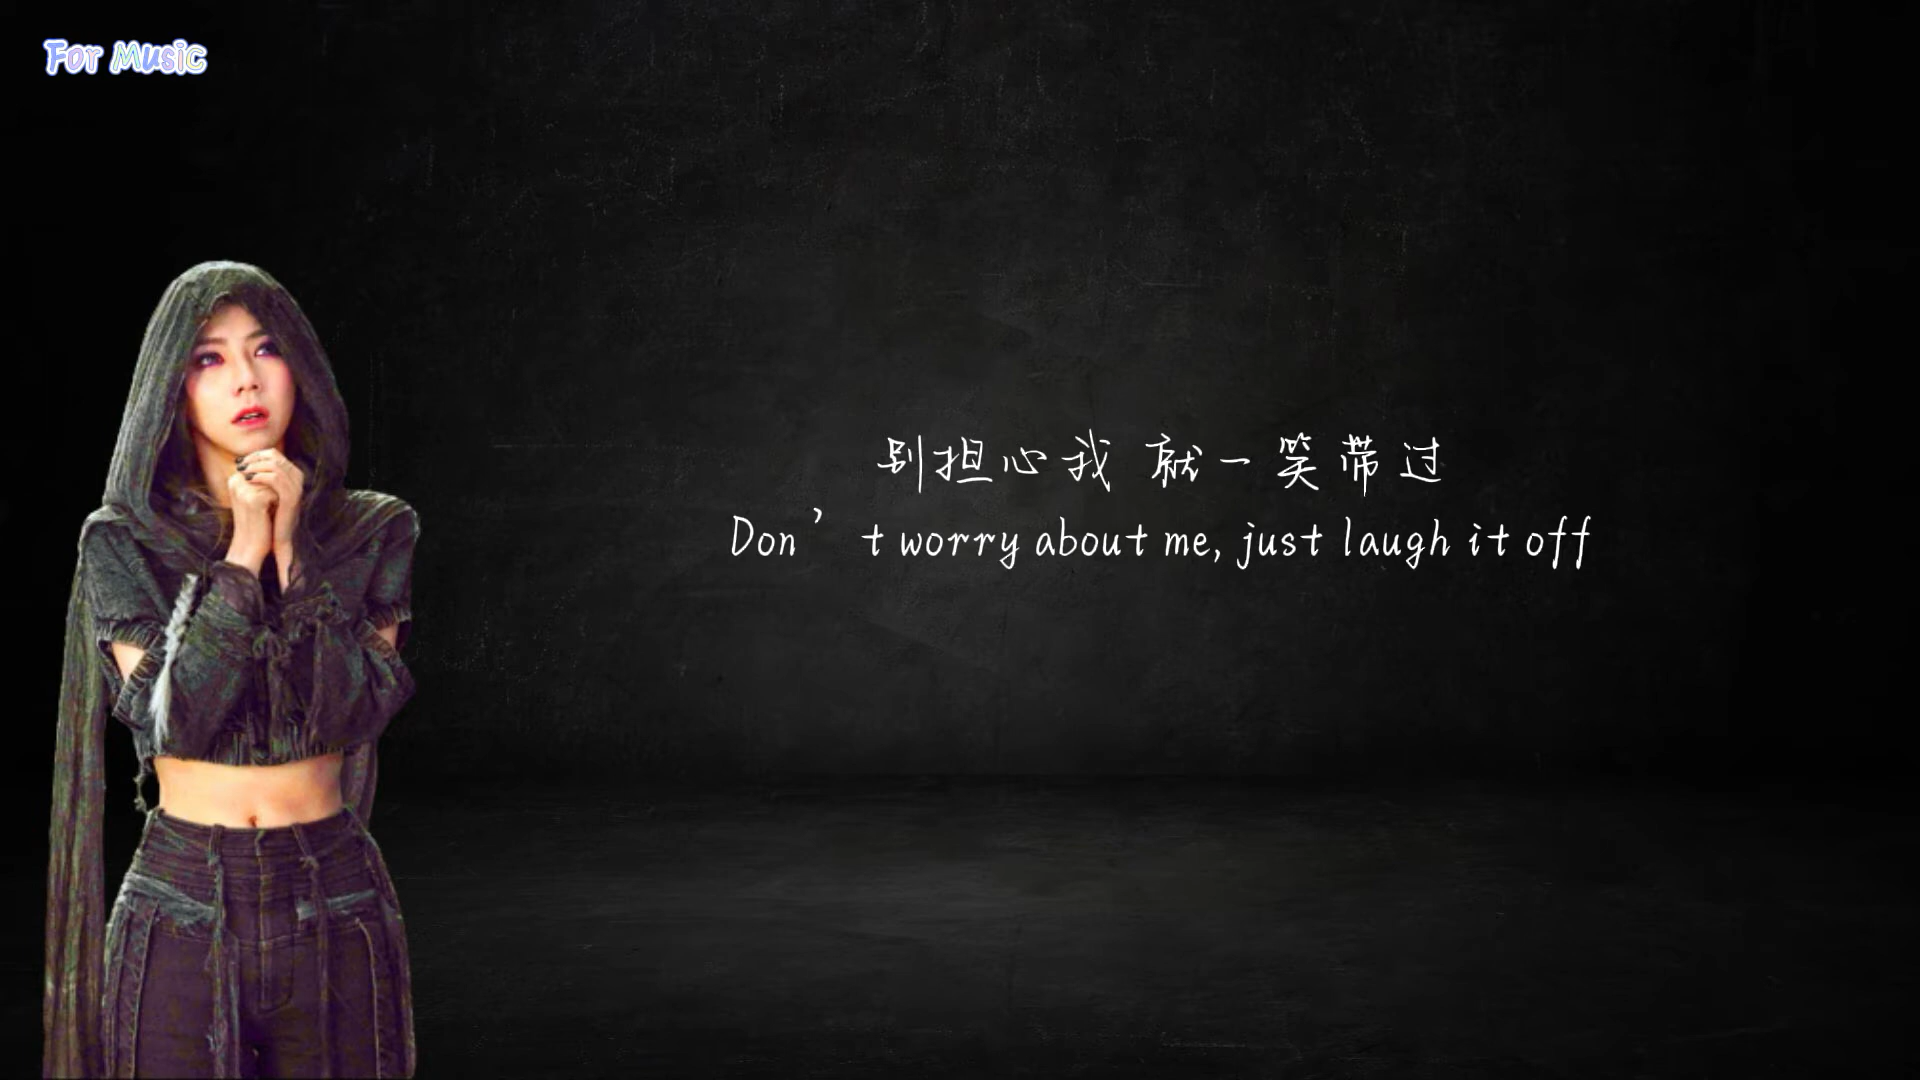 For Music
别担心我 就一笑带过
Don’t worry about me, just laugh it off